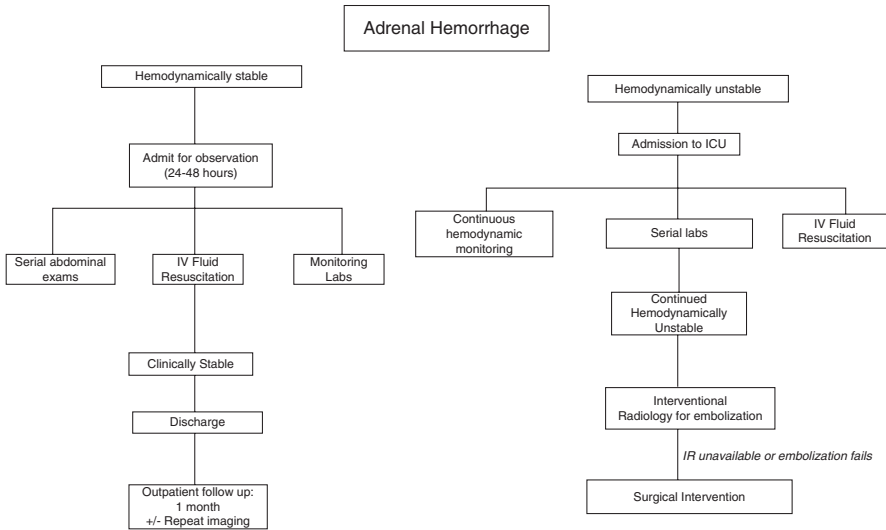 Adrenal Hemorrhage
Hemodynamically stable
Admit for observation
(24-48 hours)
Serial abdominal
exams
IV Fluid
Resuscitation
Monitoring
Labs
Clinically Stable
Discharge
Outpatient follow up:
1 month
+/- Repeat imaging
Hemodynamically unstable
Admission to ICU
Continuous
hemodynamic
monitoring
Serial labs
IV Fluid
Resuscitation
Continued
Hemodynamically
Unstable
Interventional
Radiology for embolization
IR unavailable or embolization fails
Surgical Intervention